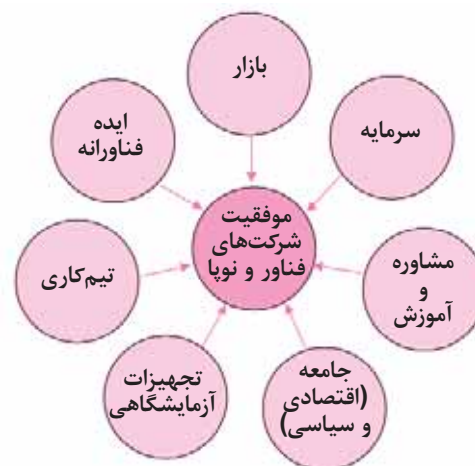 بازار
سرمایه
ایده
فناورانه
موفقیت
شرکت‌های
فناور و نوپا
تیم‌کاری
مشاوره
و
آموزش
تجهیزات
آزمایشگاهی
جامعه
(اقتصادی
و سیاسی)